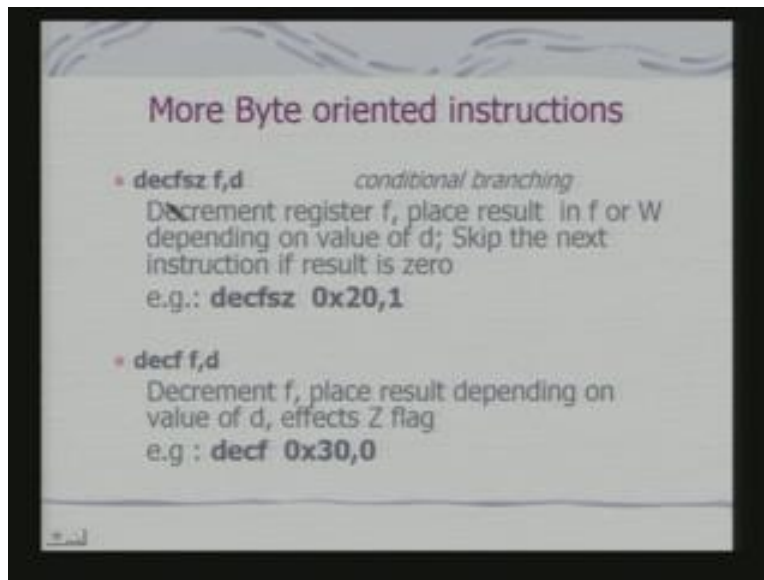 More Byte oriented instructions
decfsz f,d conditional branching
Decrement register f, place result in f or W
depending on value of d; Skip the next
instruction if result is zero
e.g.: decfsz 0x20,1
decf f,d
Decrement f, place result depending on
value of d, effects Z flag
e.g : decf 0x30,0